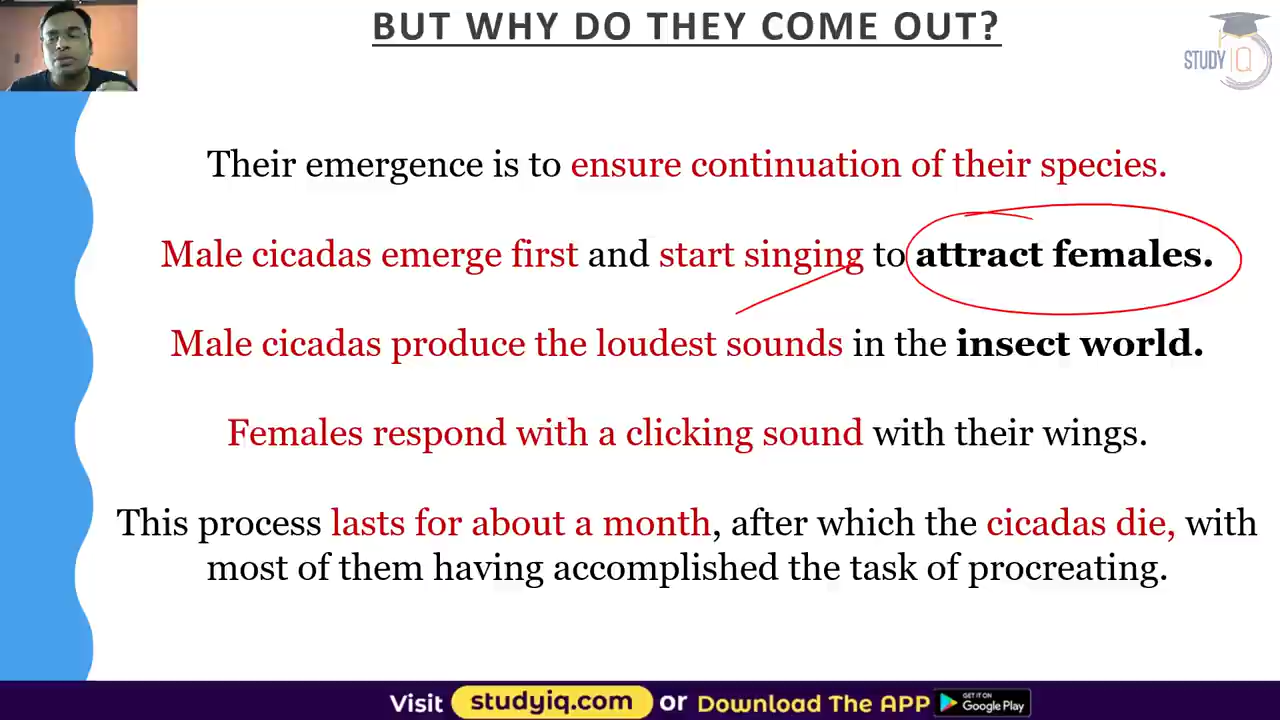 BUT WHY DO THEY COME OUT?
STUDY IQ
Their emergence is to ensure continuation of their species.
Male cicadas emerge first and start singing to attract females.
Male cicadas produce the loudest sounds in the insect world.
Females respond with a clicking sound with their wings.
This process lasts for about a month, after which the cicadas die, with
most of them having accomplished the task of procreating.
Visit studyiq.com or Download The APP GET IT ON Google Play